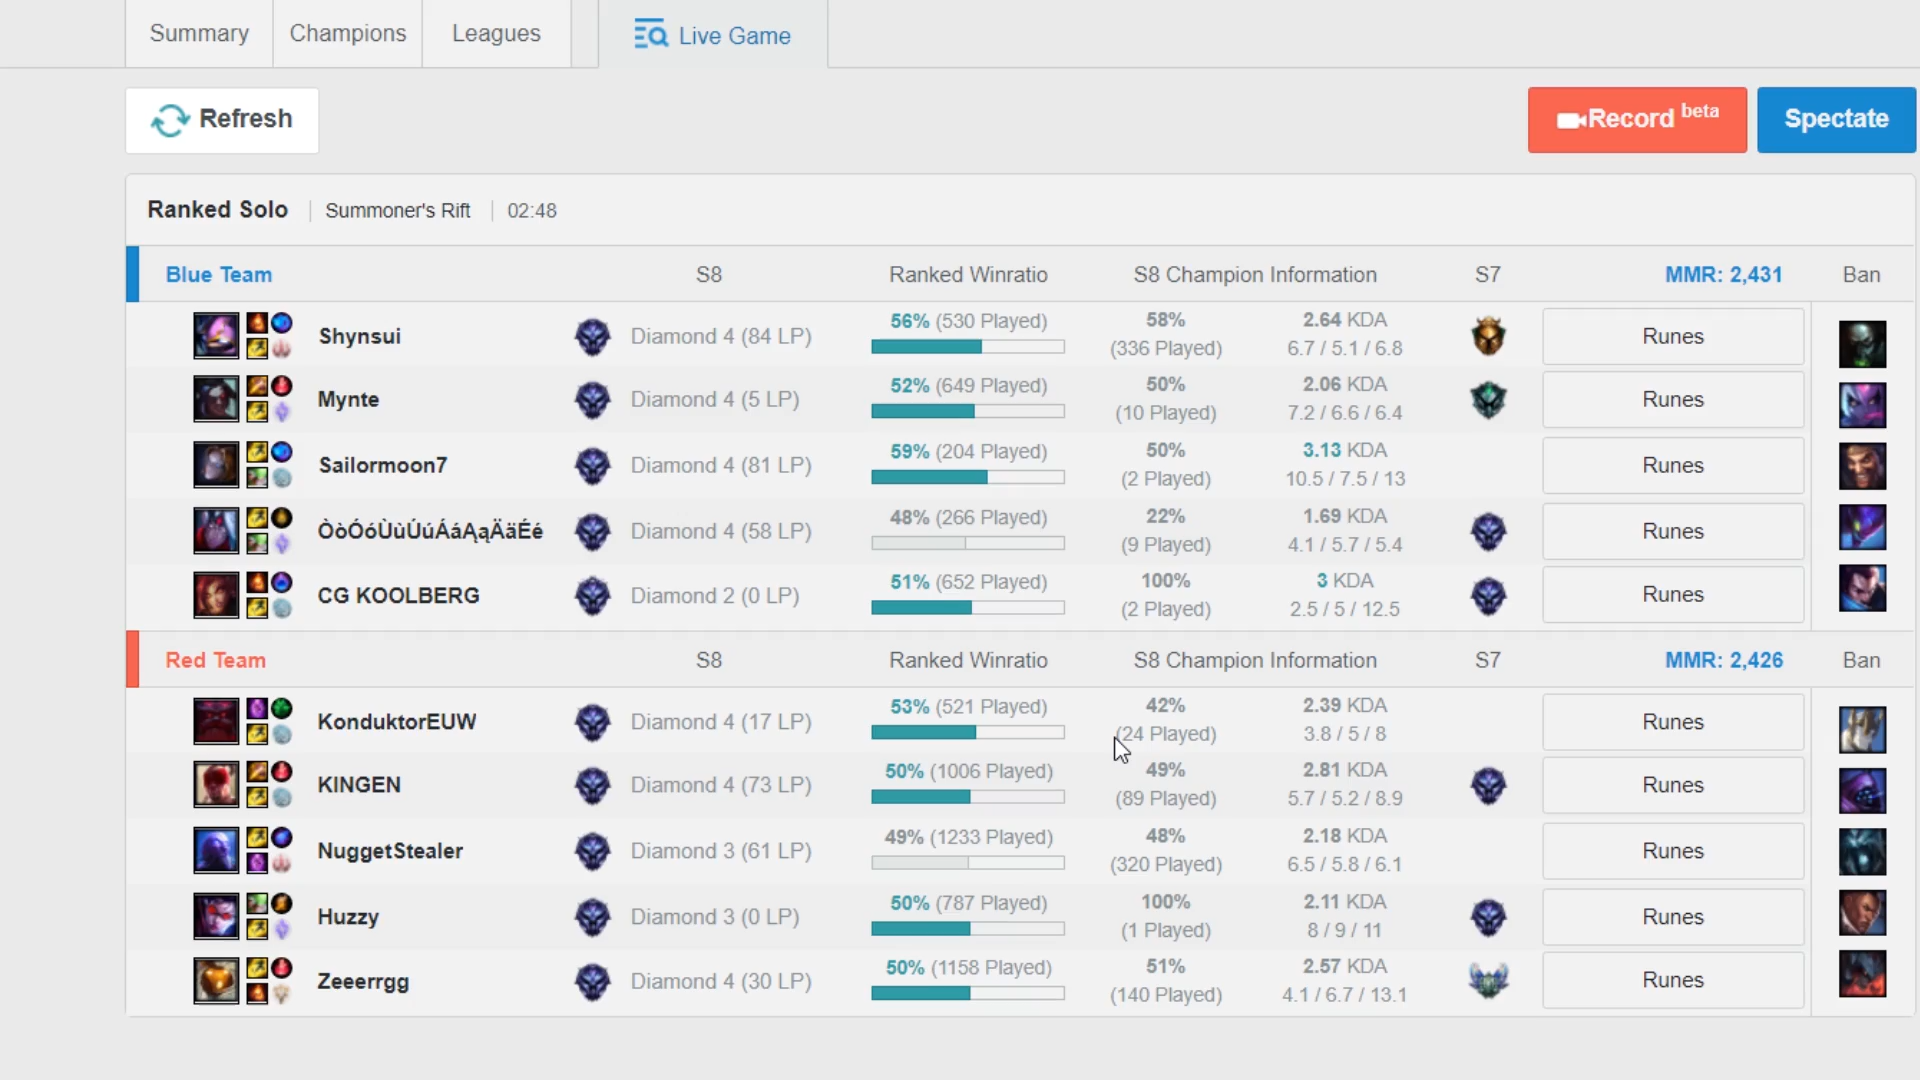 Summary Champions Leagues Live Game
Refresh
Record beta Spectate
Ranked Solo Summoner's Rift 02:48
Blue Team S8 Ranked Winratio S8 Champion Information S7 MMR: 2,431 Ban
Shynsui Diamond 4 (84 LP) 56% (530 Played) 58% (336 Played) 2.64 KDA 6.7 / 5.1 / 6.8 Runes
Mynte Diamond 4 (5 LP) 52% (649 Played) 50% (10 Played) 2.06 KDA 7.2 / 6.6 / 6.4 Runes
Sailormoon7 Diamond 4 (81 LP) 59% (204 Played) 50% (2 Played) 3.13 KDA 10.5 / 7.5 / 13 Runes
ÒòÓóÙùÚúÁáĄąÄäÉé Diamond 4 (58 LP) 48% (266 Played) 22% (9 Played) 1.69 KDA 4.1 / 5.7 / 5.4 Runes
CG KOOLBERG Diamond 2 (0 LP) 51% (652 Played) 100% (2 Played) 3 KDA 2.5 / 5 / 12.5 Runes
Red Team S8 Ranked Winratio S8 Champion Information S7 MMR: 2,426 Ban
KonduktorEUW Diamond 4 (17 LP) 53% (521 Played) 42% (24 Played) 2.39 KDA 3.8 / 5 / 8 Runes
KINGEN Diamond 4 (73 LP) 50% (1006 Played) 49% (89 Played) 2.81 KDA 5.7 / 5.2 / 8.9 Runes
NuggetStealer Diamond 3 (61 LP) 49% (1233 Played) 48% (320 Played) 2.18 KDA 6.5 / 5.8 / 6.1 Runes
Huzzy Diamond 3 (0 LP) 50% (787 Played) 100% (1 Played) 2.11 KDA 8 / 9 / 11 Runes
Zeeerrgg Diamond 4 (30 LP) 50% (1158 Played) 51% (140 Played) 2.57 KDA 4.1 / 6.7 / 13.1 Runes